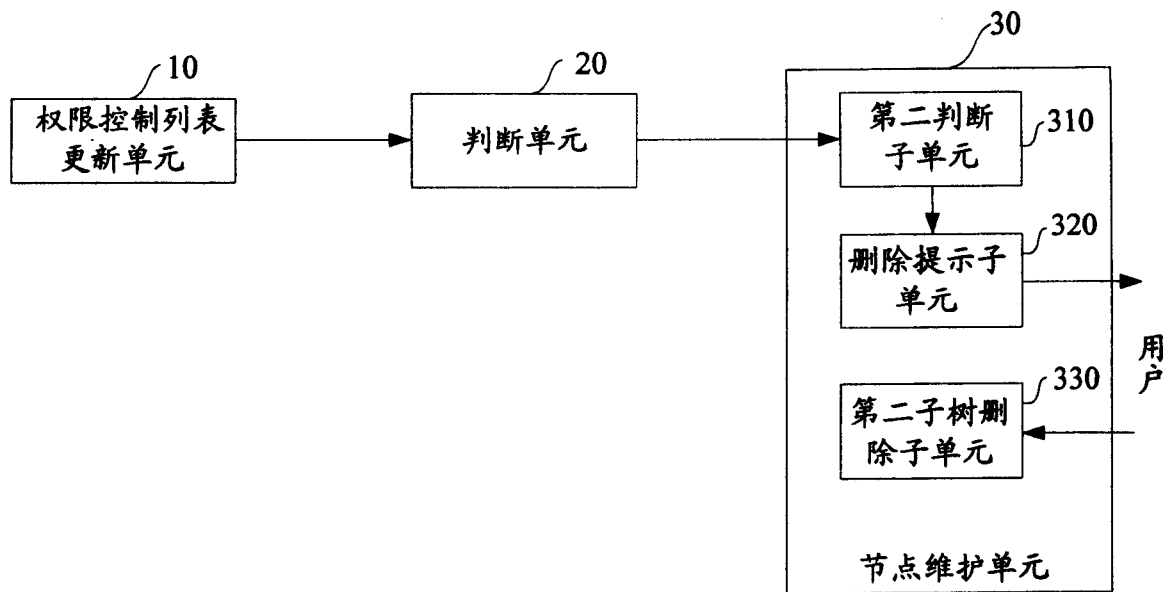 10
权限控制列表
更新单元
20
判断单元
30
第二判断
子单元
310
删除提示子
单元
320
用户
第二子树删
除子单元
330
节点维护单元